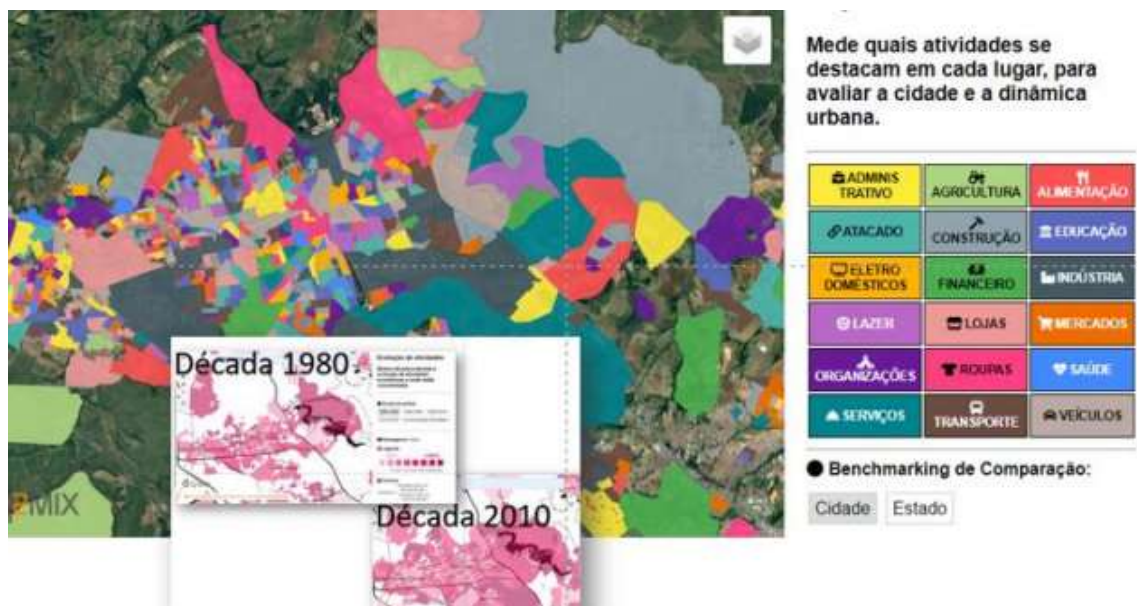 Mede quais atividades se
destacam em cada lugar, para
avaliar a cidade e a dinâmica
urbana.
ADMINIS
TRATIVO
AGRICULTURA
ALIMENTAÇÃO
ATACADO
CONSTRUÇÃO
EDUCAÇÃO
ELETRO
DOMÉSTICOS
FINANCEIRO
INDÚSTRIA
LAZER
LOJAS
MERCADOS
ORGANIZAÇÕES
ROUPAS
SAÚDE
SERVIÇOS
TRANSPORTE
VEÍCULOS
Benchmarking de Comparação:
Cidade Estado
Década 1980
Década 2010
MIX